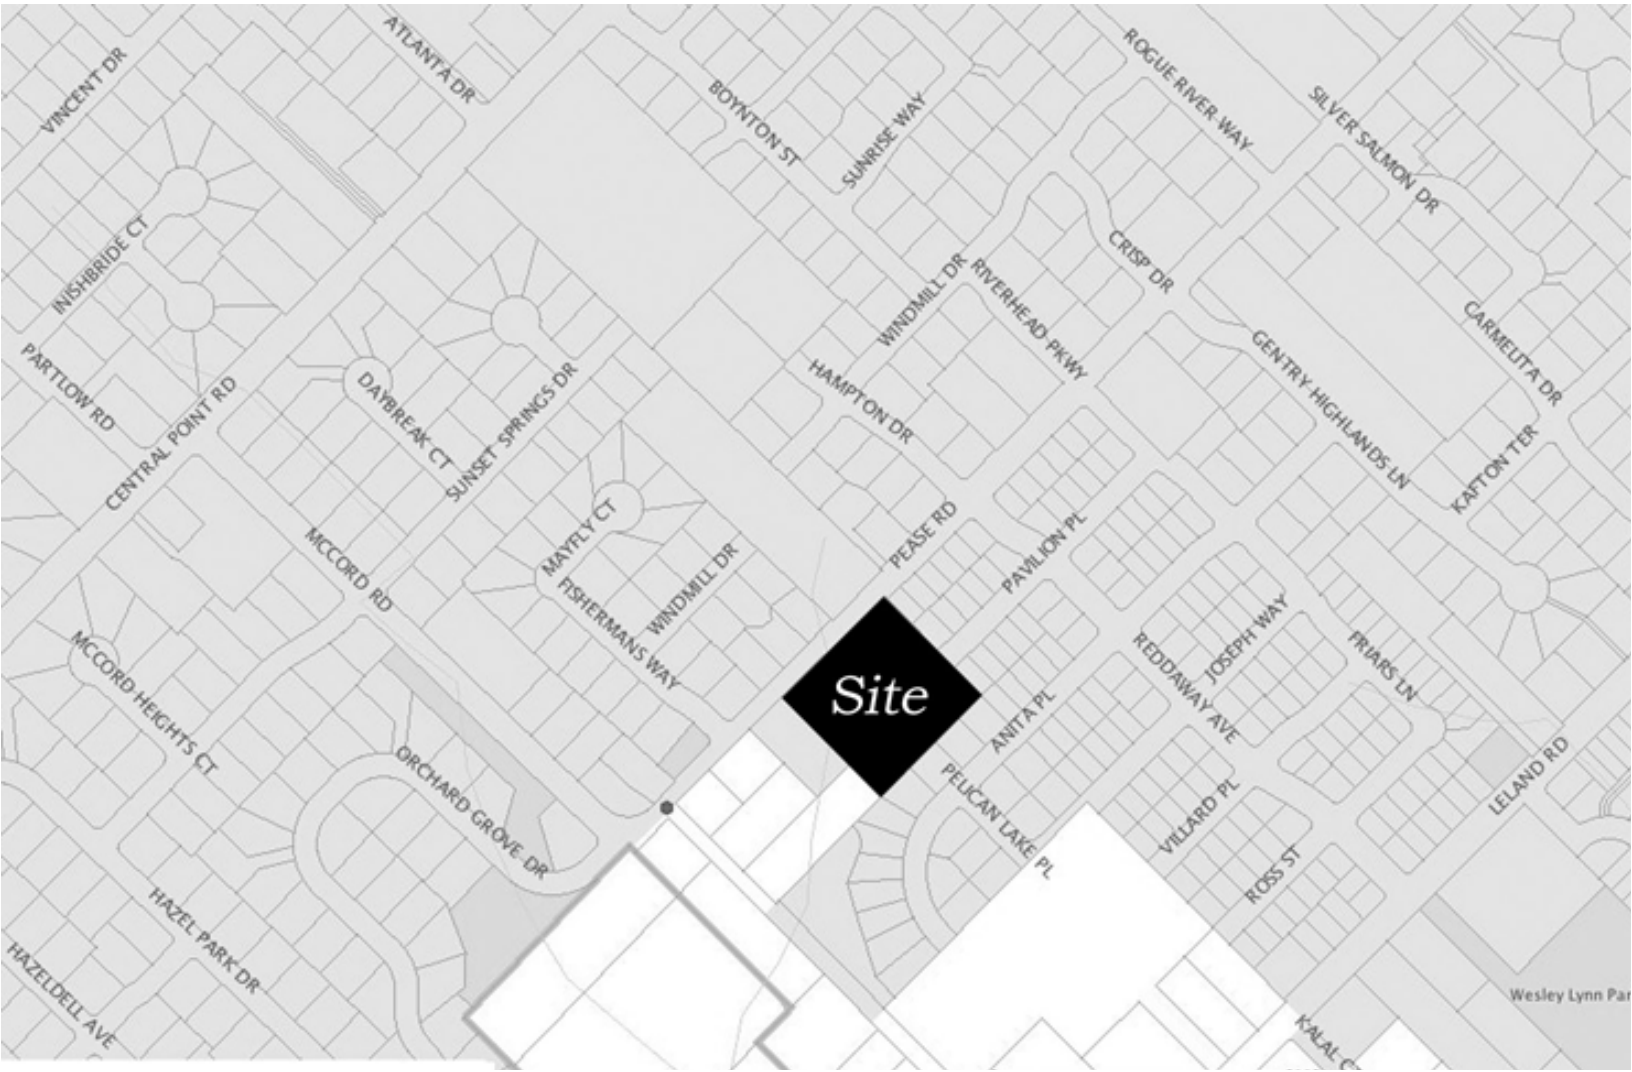 ATLANTA DR
VINCENT DR
ROGUE RIVER WAY
BOYNTON ST
SUNRISE WAY
SILVER SALMON DR
INISHBRIDE CT
CRISP DR
WINDMILL DR
RIVERHEAD PKWY
CARMELITA DR
PARTLOW RD
GENTRY HIGHLANDS LN
HAMPTON DR
DAYBREAK CT
SUNSET SPRINGS DR
CENTRAL POINT RD
KAFTON TER
MCCORD RD
MAYFLY CT
PEASE RD
PAVILION PL
WINDMILL DR
FISHERMANS WAY
JOSEPH WAY
MCCORD HEIGHTS CT
REDDAWAY AVE
FRIARS LN
Site
ANITA PL
ORCHARD GROVE DR
PELICAN LAKE PL
VILLARD PL
LELAND RD
ROSS ST
HAZEL PARK DR
HAZELDELL AVE
Wesley Lynn Par
KALAL C